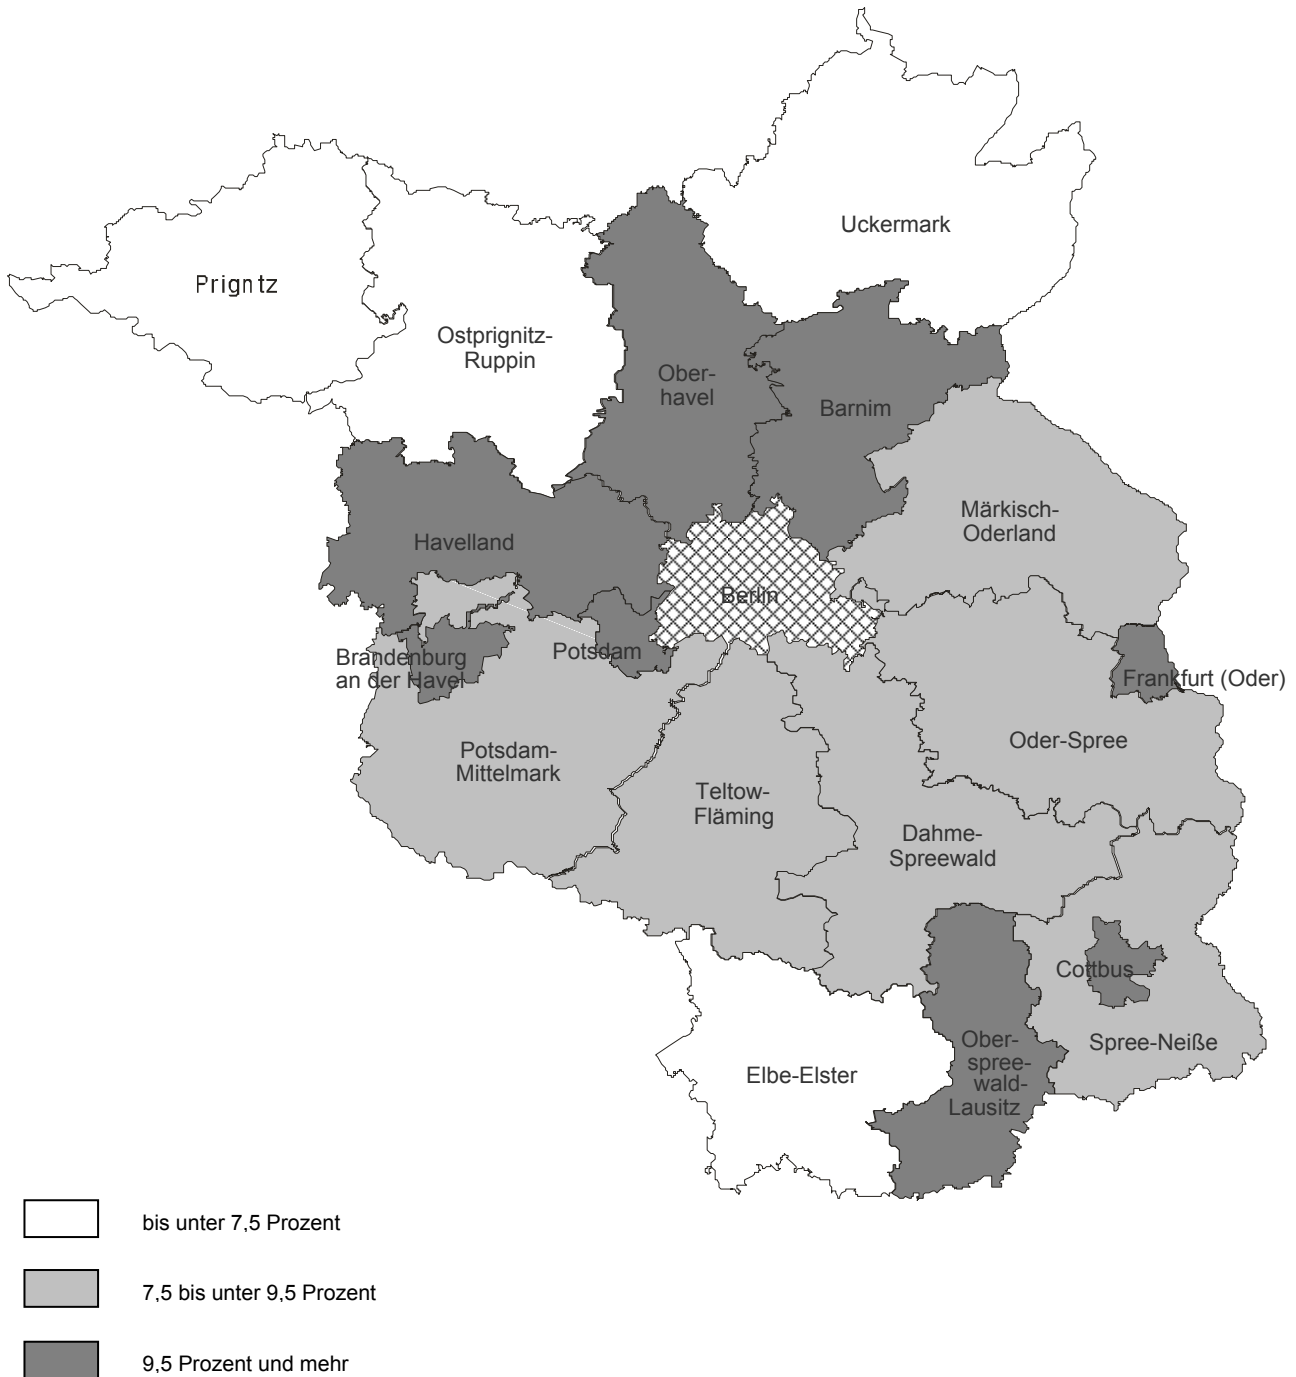 Uckermark
Prigntz
Ostprignitz-
Ruppin
Ober-
havel
Barnim
Märkisch-
Oderland
Havelland
Berlin
Potsdam
Brandenburg
an der Havel
Frankfurt (Oder)
Oder-Spree
Potsdam-
Mittelmark
Teltow-
Fläming
Dahme-
Spreewald
Cottbus
Spree-Neiße
Ober-
spree-
wald-
Lausitz
Elbe-Elster
bis unter 7,5 Prozent
7,5 bis unter 9,5 Prozent
9,5 Prozent und mehr